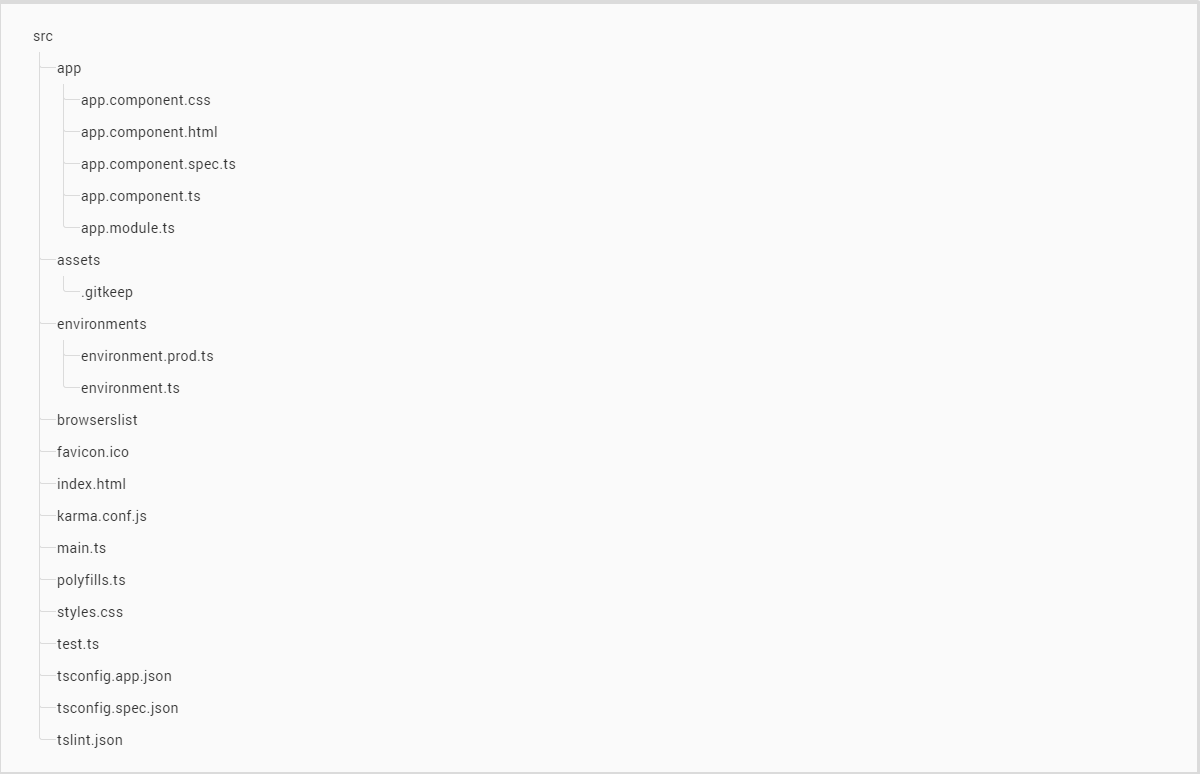 src
app
app.component.css
app.component.html
app.component.spec.ts
app.component.ts
app.module.ts
assets
.gitkeep
environments
environment.prod.ts
environment.ts
browserslist
favicon.ico
index.html
karma.conf.js
main.ts
polyfills.ts
styles.css
test.ts
tsconfig.app.json
tsconfig.spec.json
tslint.json